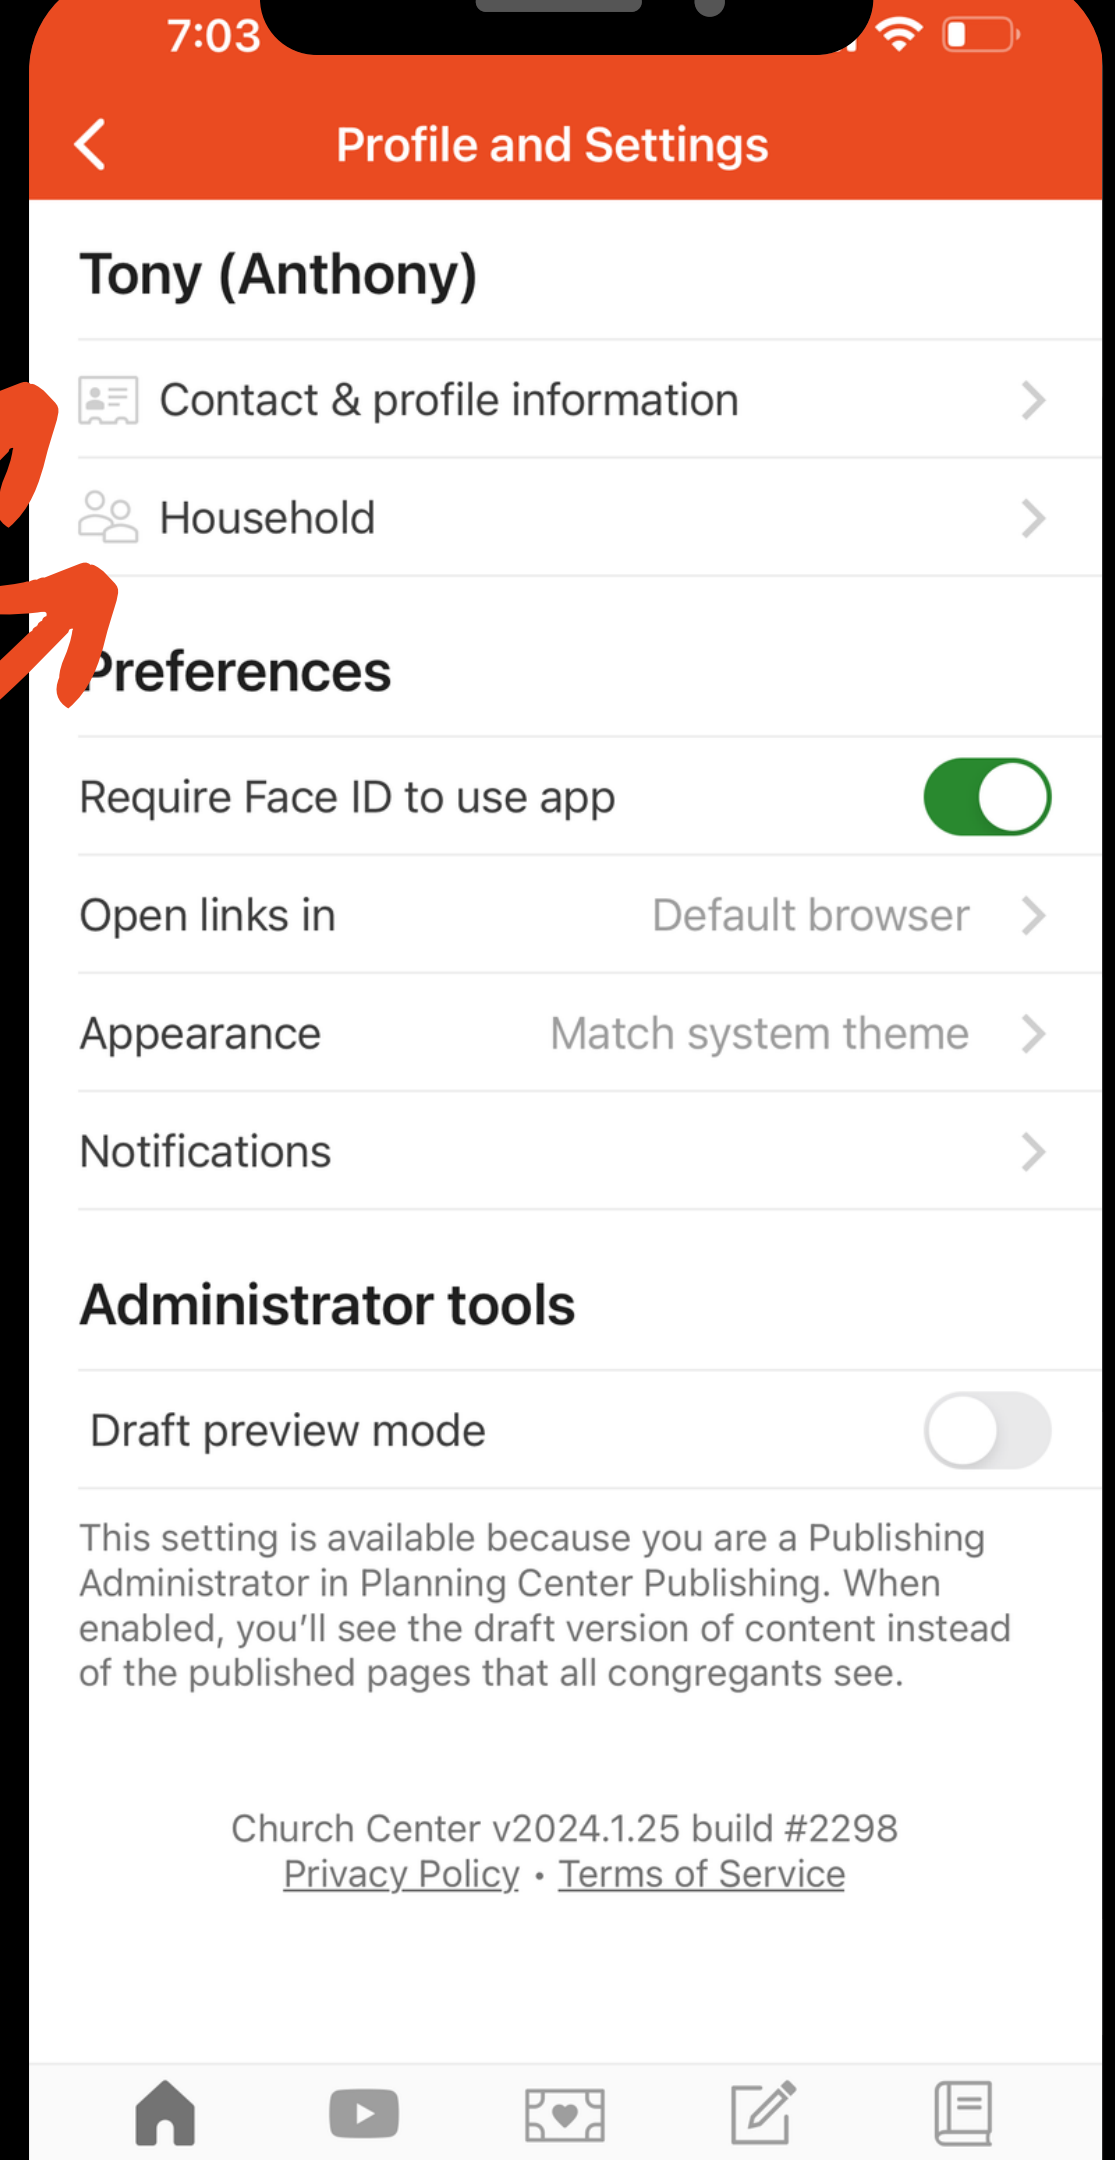 7:03
Profile and Settings
Tony (Anthony)
Contact & profile information
Household
Preferences
Require Face ID to use app
Open links in Default browser
Appearance Match system theme
Notifications
Administrator tools
Draft preview mode
This setting is available because you are a Publishing
Administrator in Planning Center Publishing. When
enabled, you’ll see the draft version of content instead
of the published pages that all congregants see.
Church Center v2024.1.25 build #2298
Privacy Policy • Terms of Service